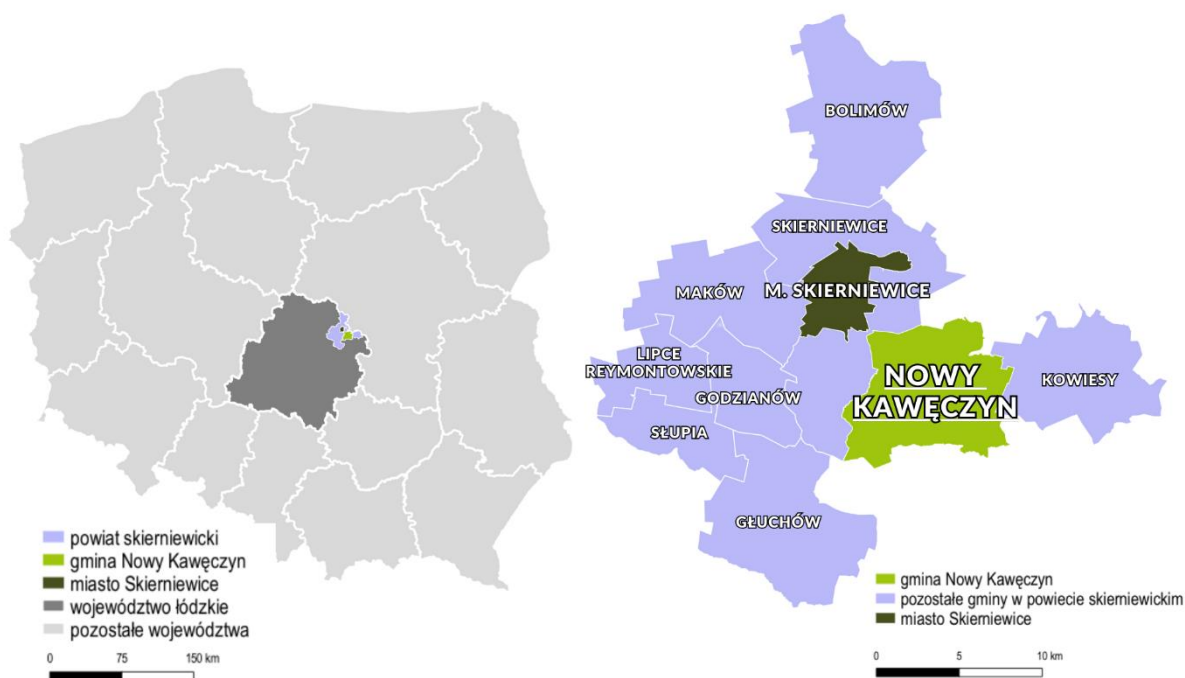 powiat skierniewicki
gmina Nowy Kawęczyn
miasto Skierniewice
województwo łódzkie
pozostałe województwa
0 75 150 km
BOLIMÓW
SKIERNIEWICE
MAKÓW
M. SKIERNIEWICE
LIPCE
REYMONTOWSKIE
GODZIANÓW
NOWY
KAWĘCZYN
KOWIESY
SŁUPIA
GŁUCHÓW
gmina Nowy Kawęczyn
pozostałe gminy w powiecie skierniewickim
miasto Skierniewice
0 5 10 km